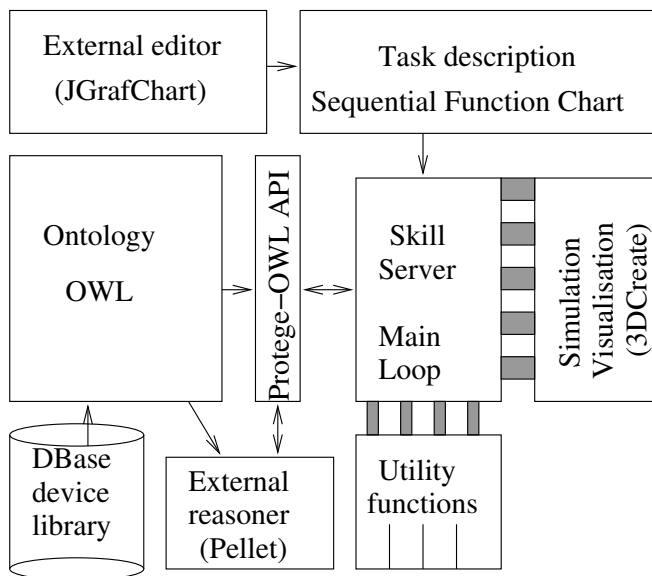 External editor
(JGrafChart)
Task description
Sequential Function Chart
Ontology
OWL
Protege−OWL API
Skill
Server
Main
Loop
Simulation
Visualisation
(3DCreate)
DBase
device
library
External
reasoner
(Pellet)
Utility
functions